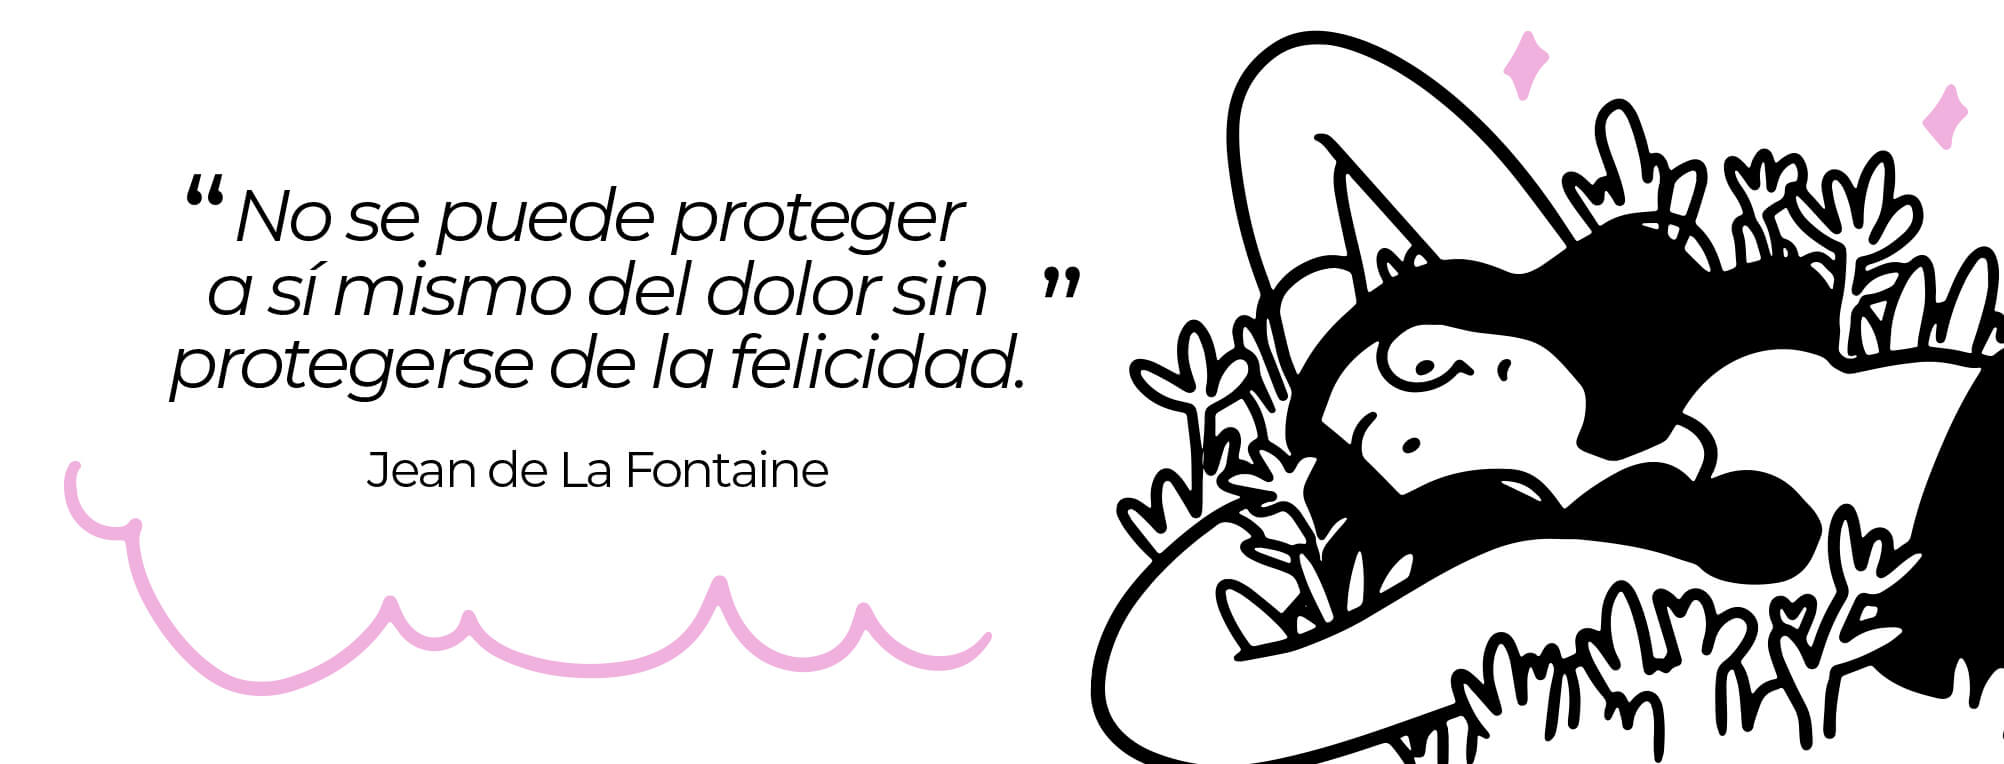 “No se puede proteger
a sí mismo del dolor sin
protegerse de la felicidad.”
Jean de La Fontaine